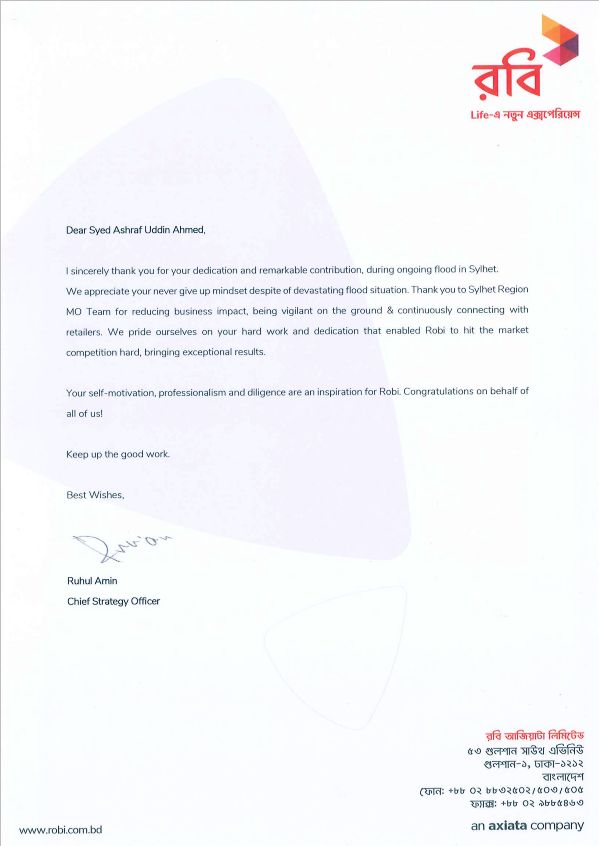 রবি
Life-এ নতুন এক্সপেরিয়েন্স
Dear Syed Ashraf Uddin Ahmed,
I sincerely thank you for your dedication and remarkable contribution, during ongoing flood in Sylhet.
We appreciate your never give up mindset despite of devastating flood situation. Thank you to Sylhet Region
MO Team for reducing business impact, being vigilant on the ground & continuously connecting with
retailers. We pride ourselves on your hard work and dedication that enabled Robi to hit the market
competition hard, bringing exceptional results.
Your self-motivation, professionalism and diligence are an inspiration for Robi. Congratulations on behalf of
all of us!
Keep up the good work.
Best Wishes,
Ruhul Amin
Chief Strategy Officer
রবি আজিয়াটা লিমিটেড
৫৩ গুলশান সাউথ এভিনিউ
গুলশান-১, ঢাকা-১২১২
বাংলাদেশ
ফোন: +৮৮ ০২ ৮৮৩২৫০২/৫০৩/৫০৫
ফ্যাক্স: +৮৮ ০২ ৯৮৮৫৪৬৩
www.robi.com.bd
an axiata company